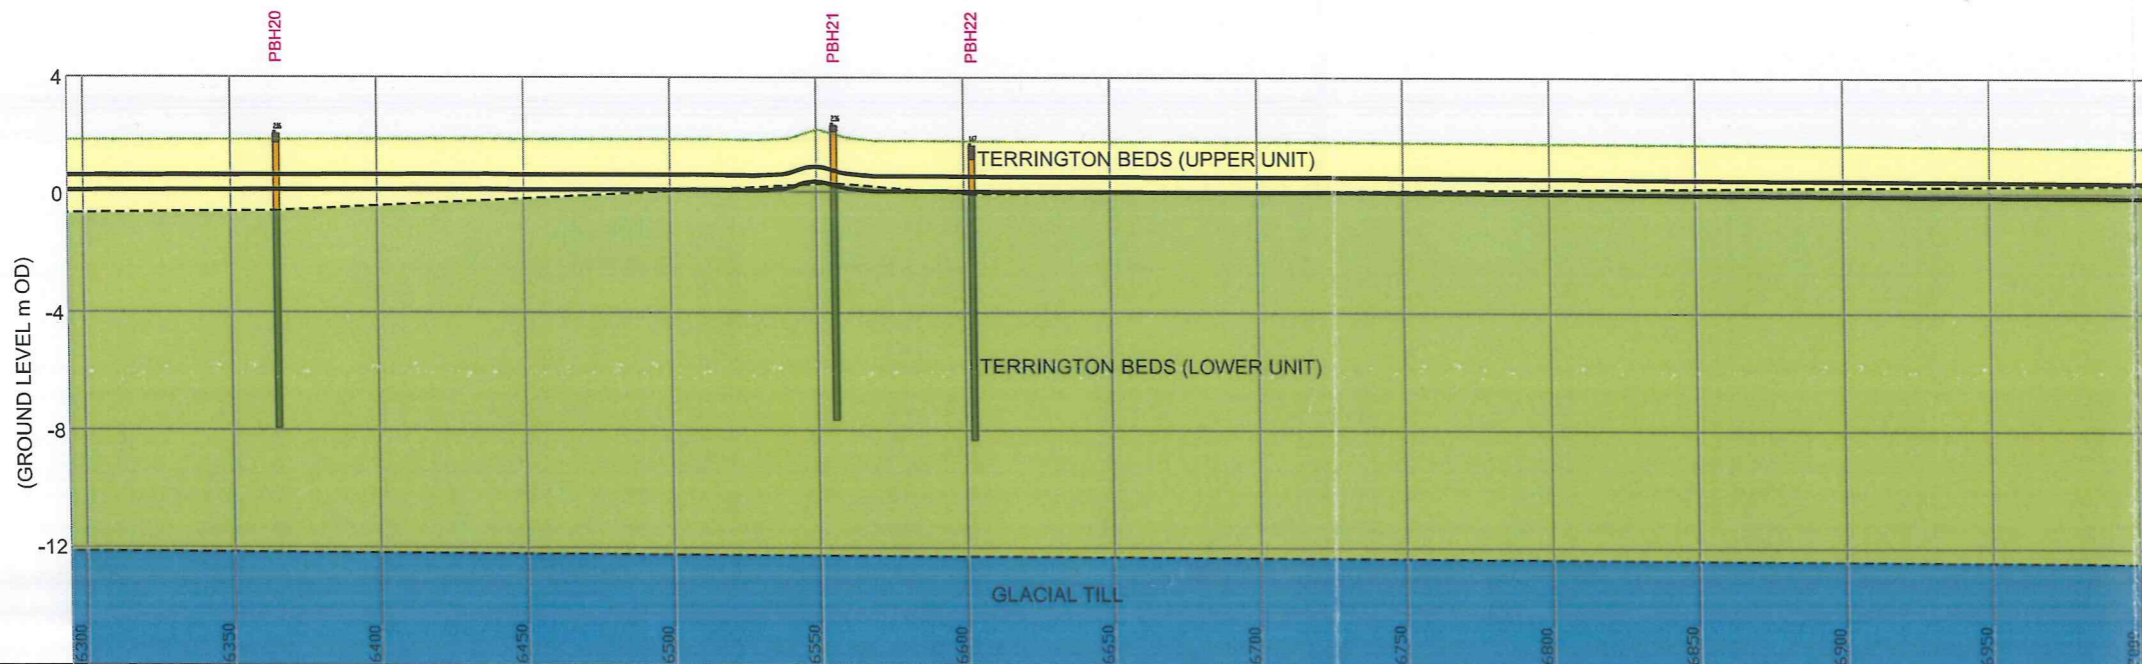 PBH20
PBH21
PBH22
4
0
-4
-8
-12
(GROUND LEVEL m OD)
TERRINGTON BEDS (UPPER UNIT)
TERRINGTON BEDS (LOWER UNIT)
GLACIAL TILL
6300
6350
6400
6450
6500
6550
6600
6650
6700
6750
6800
6850
6900
6950